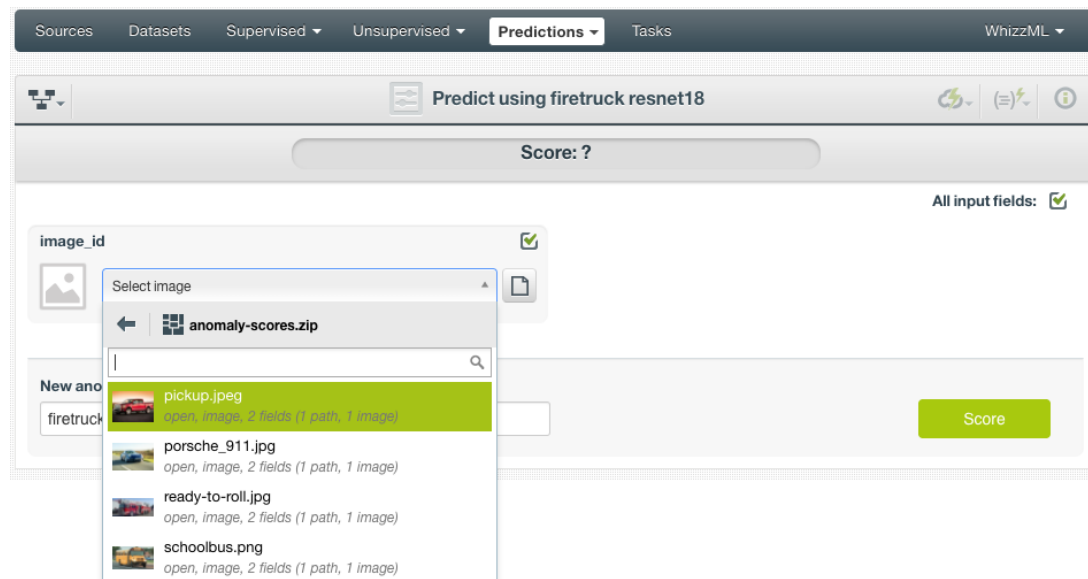 Sources Datasets Supervised Unsupervised Predictions Tasks WhizzML
Predict using firetruck resnet18
Score: ?
All input fields:
image_id
Select image
anomaly-scores.zip
New ano
firetruck
Score
pickup.jpeg
open, image, 2 fields (1 path, 1 image)
porsche_911.jpg
open, image, 2 fields (1 path, 1 image)
ready-to-roll.jpg
open, image, 2 fields (1 path, 1 image)
schoolbus.png
open, image, 2 fields (1 path, 1 image)